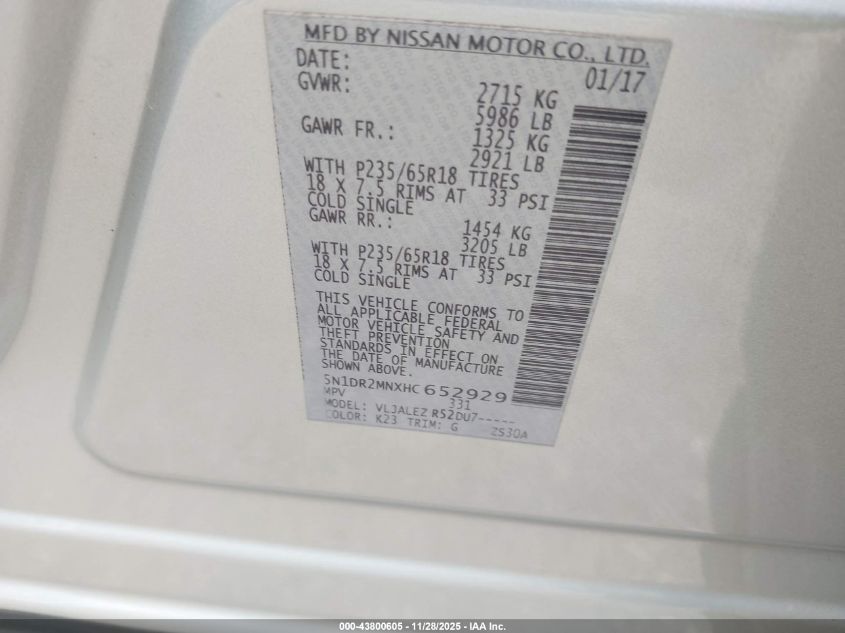 MFD BY NISSAN MOTOR CO., LTD.
DATE: 01/17
GVWR: 2715 KG
5986 LB
GAWR FR.: 1325 KG
2921 LB
WITH P235/65R18 TIRES
18 X 7.5 RIMS AT 33 PSI
COLD SINGLE
GAWR RR.: 1454 KG
3205 LB
WITH P235/65R18 TIRES
18 X 7.5 RIMS AT 33 PSI
COLD SINGLE
THIS VEHICLE CONFORMS TO
ALL APPLICABLE FEDERAL
MOTOR VEHICLE SAFETY AND
THEFT PREVENTION
STANDARDS IN EFFECT ON
THE DATE OF MANUFACTURE
SHOWN ABOVE.
5N1DR2MNXHC652929
MPV 331
MODEL: VLJALEZ R52DU7-----
COLOR: K23 TRIM: G ZS30A
000-43800605 - 11/28/2025 - IAA Inc.